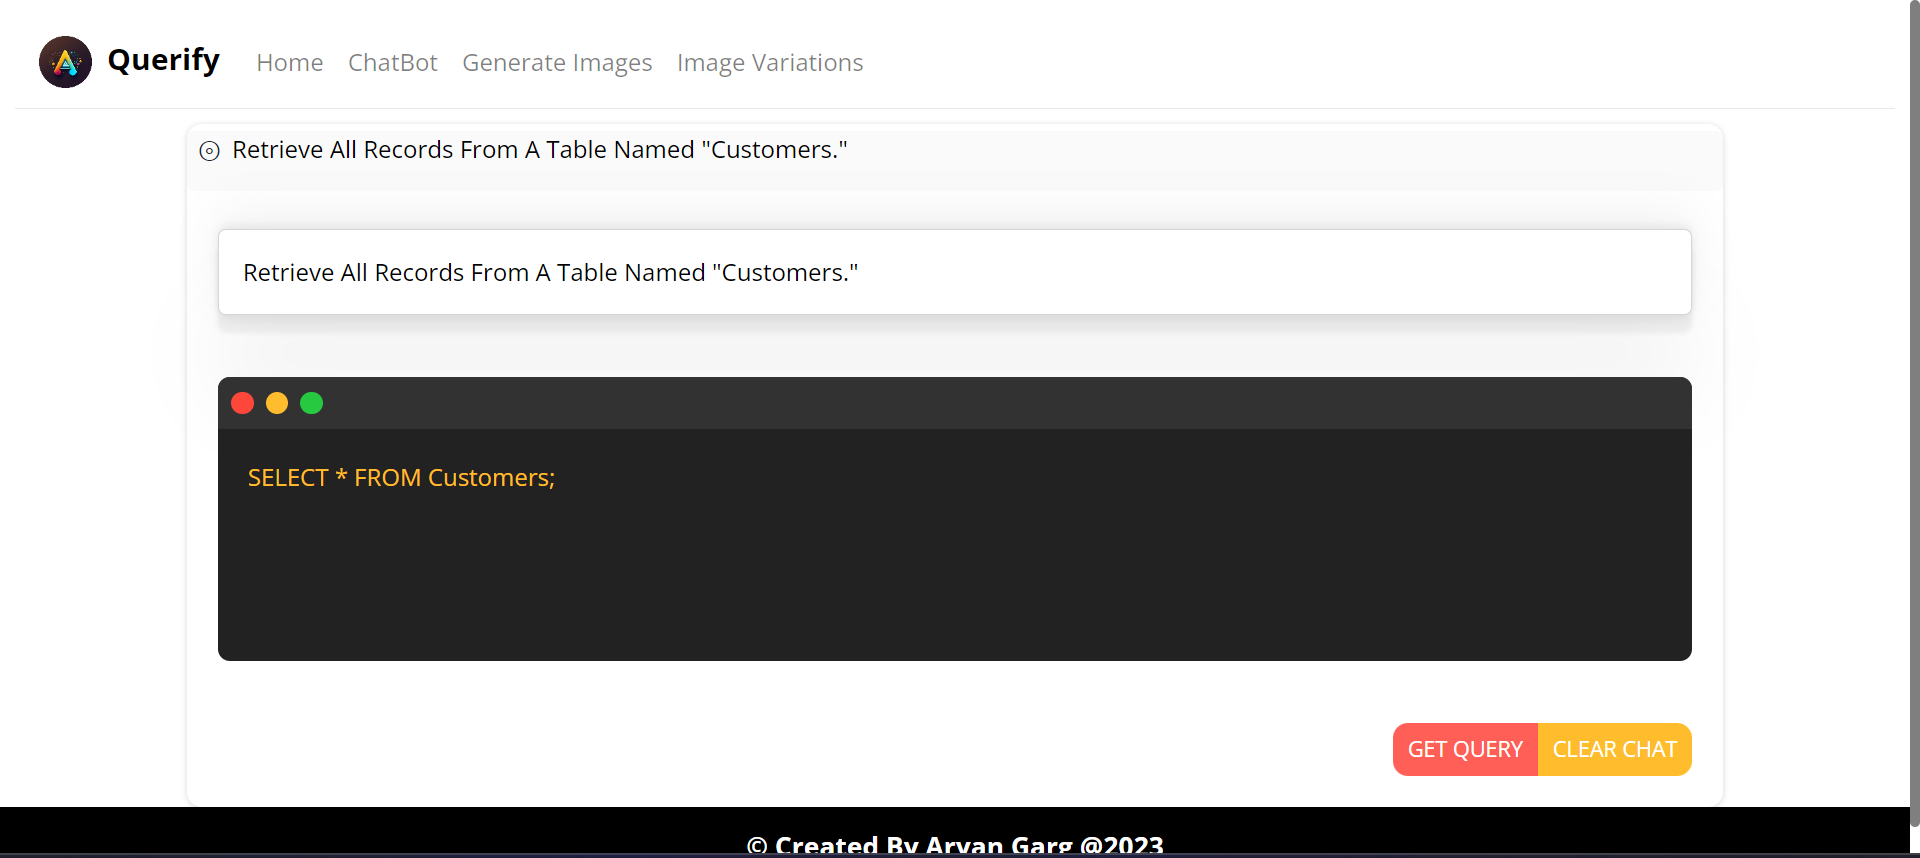 Querify Home ChatBot Generate Images Image Variations
Retrieve All Records From A Table Named "Customers."
Retrieve All Records From A Table Named "Customers."
SELECT * FROM Customers;
GET QUERY CLEAR CHAT
© Created By Aryan Garg @2023